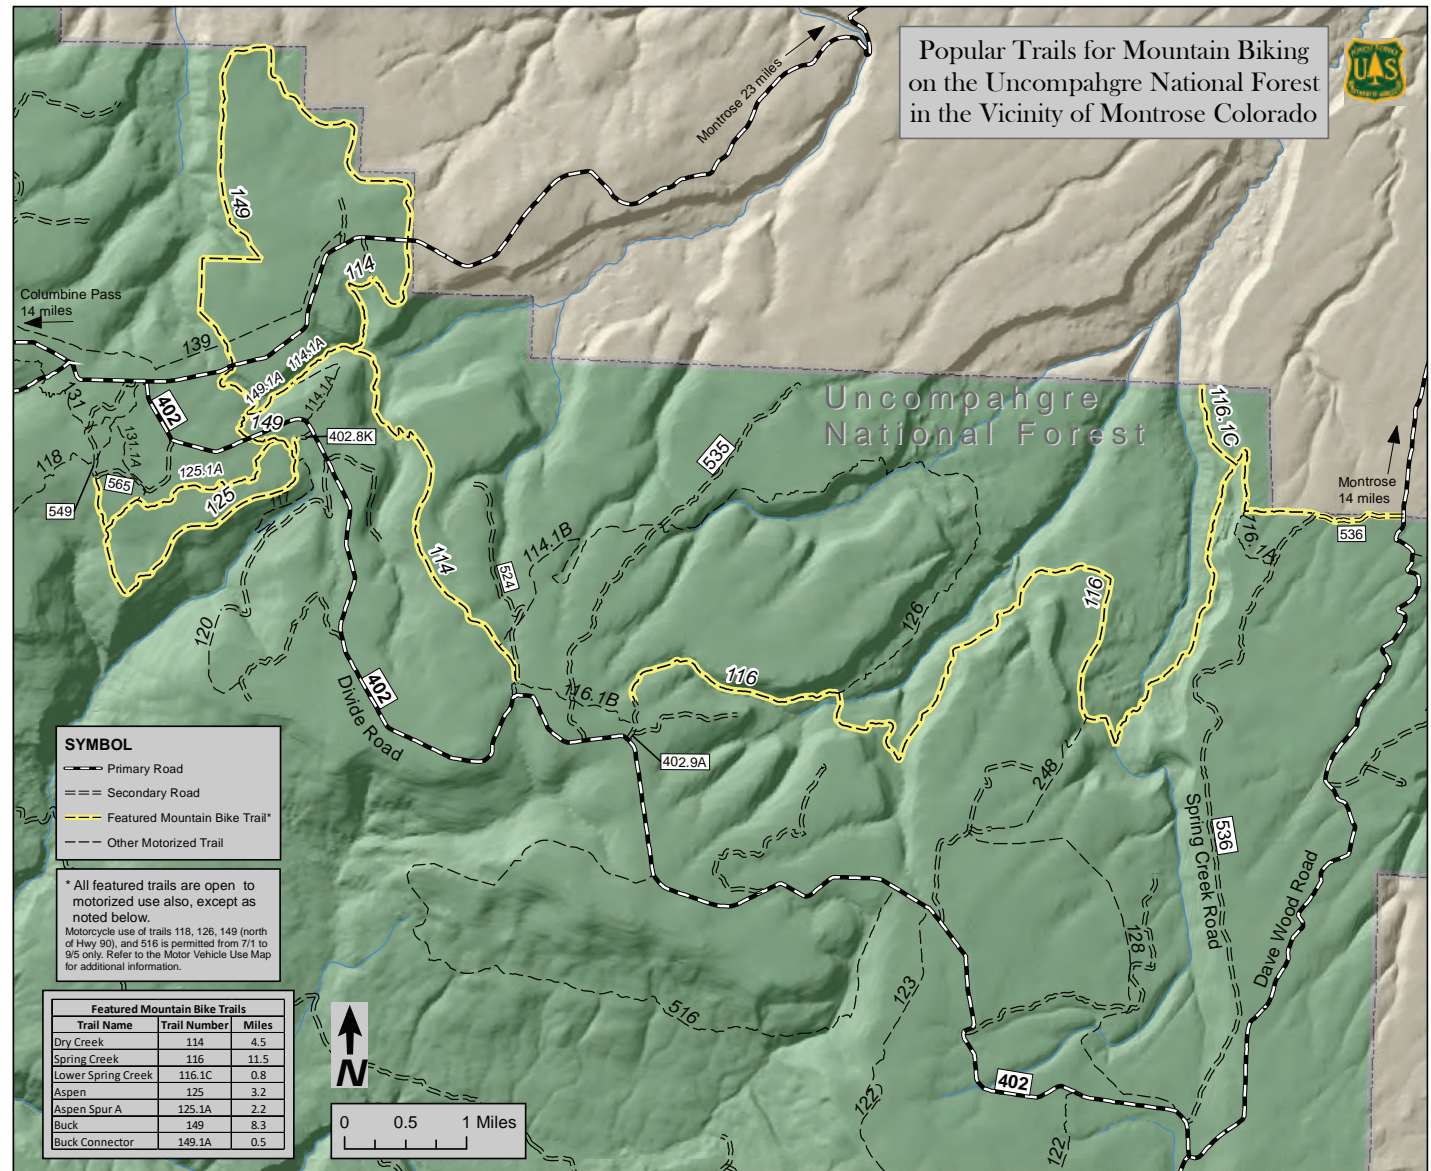 Popular Trails for Mountain Biking
on the Uncompahgre National Forest
in the Vicinity of Montrose Colorado
FOREST SERVICE
US
DEPARTMENT OF AGRICULTURE
Montrose 23 miles
149
114
Columbine Pass
14 miles
139
114.1A
149.1A
114.1A
131
402
149
402.8K
131.1A
118
125.1A
565
125
549
Uncompahgre
National Forest
535
116.1C
Montrose
14 miles
536
116.1A
114.1B
114
524
116
126
120
116
402
Divide Road
116.1B
402.9A
248
Spring Creek Road
536
Dave Wood Road
128
123
516
402
122
122
SYMBOL
Primary Road
Secondary Road
Featured Mountain Bike Trail*
Other Motorized Trail
* All featured trails are open to
motorized use also, except as
noted below.
Motorcycle use of trails 118, 126, 149 (north
of Hwy 90), and 516 is permitted from 7/1 to
9/5 only. Refer to the Motor Vehicle Use Map
for additional information.
Featured Mountain Bike Trails
Trail Name Trail Number Miles
Dry Creek 114 4.5
Spring Creek 116 11.5
Lower Spring Creek 116.1C 0.8
Aspen 125 3.2
Aspen Spur A 125.1A 2.2
Buck 149 8.3
Buck Connector 149.1A 0.5
N
0 0.5 1 Miles